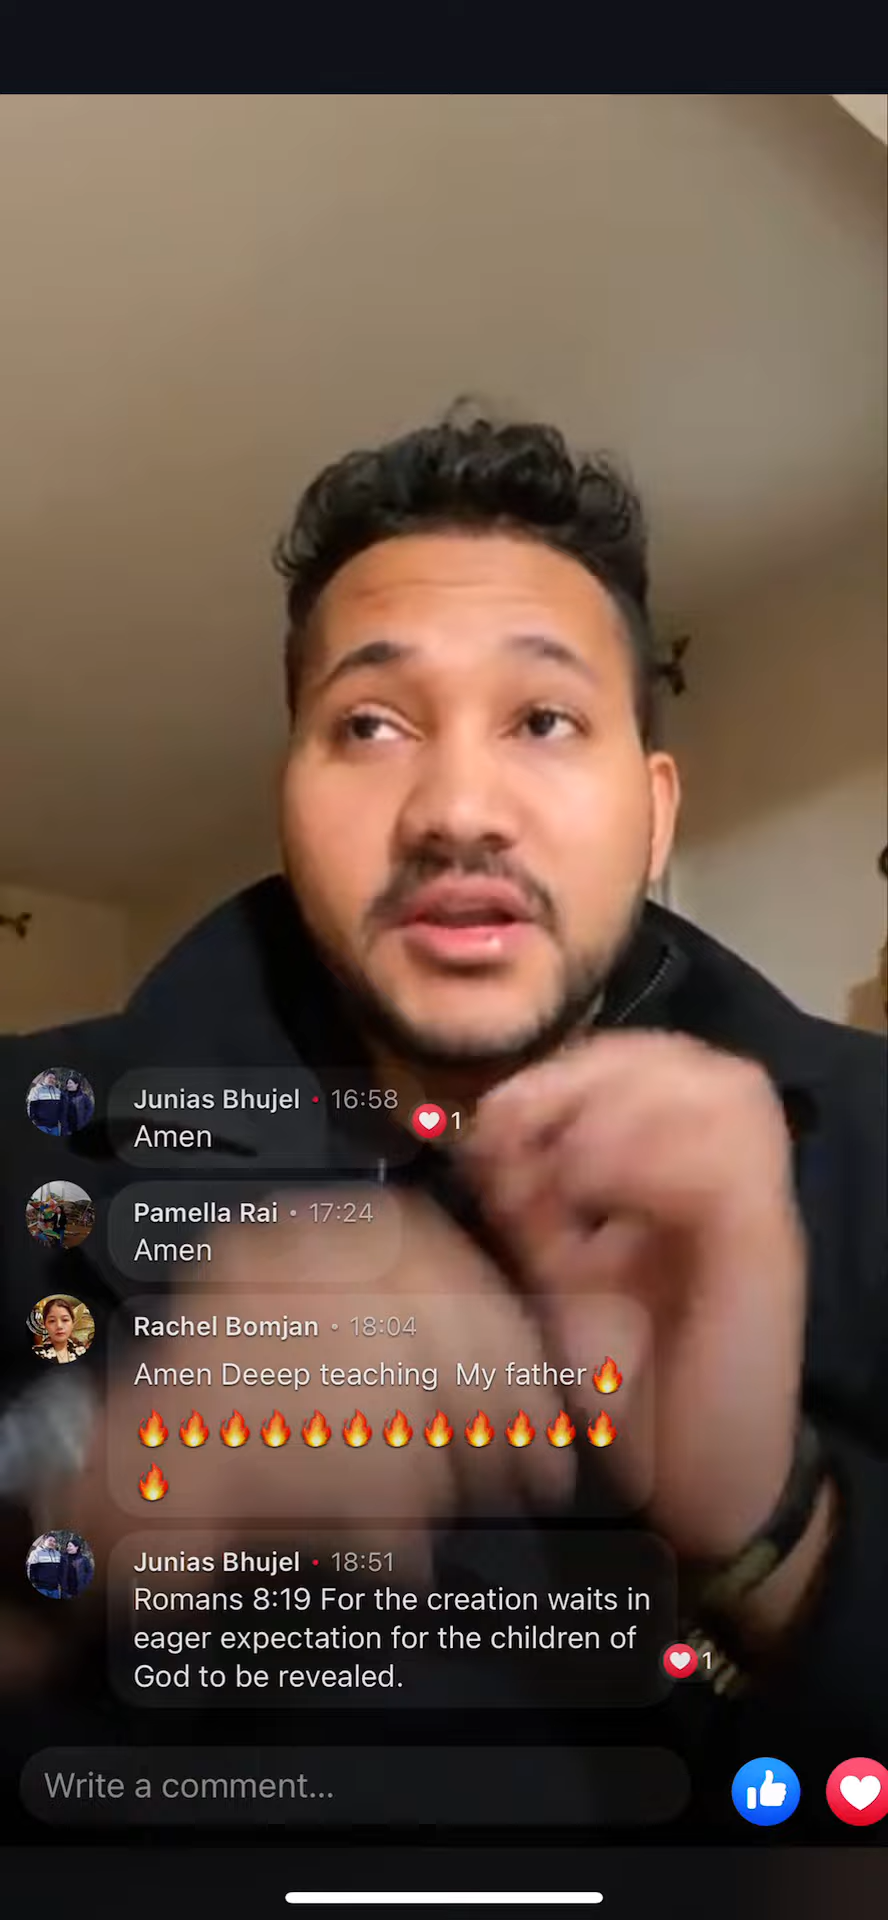 Junias Bhujel • 16:58
Amen
1
Pamella Rai • 17:24
Amen
Rachel Bomjan • 18:04
Amen Deeep teaching  My father🔥
🔥🔥🔥🔥🔥🔥🔥🔥🔥🔥🔥🔥
🔥
Junias Bhujel • 18:51
Romans 8:19 For the creation waits in
eager expectation for the children of
God to be revealed.
1
Write a comment...